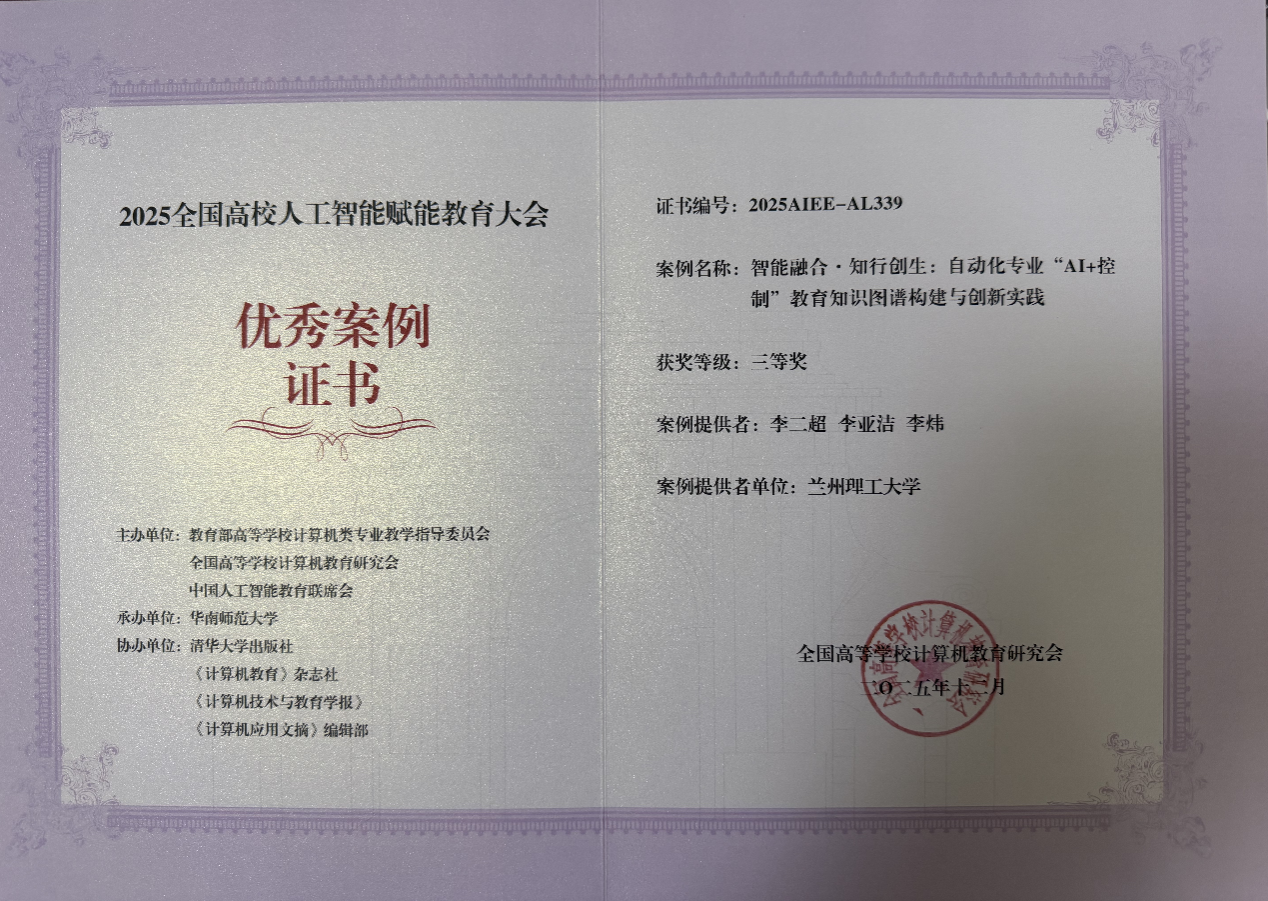 2025全国高校人工智能赋能教育大会
优秀案例
证书
主办单位：教育部高等学校计算机类专业教学指导委员会
全国高等学校计算机教育研究会
中国人工智能教育联席会
承办单位：华南师范大学
协办单位：清华大学出版社
《计算机教育》杂志社
《计算机技术与教育学报》
《计算机应用文摘》编辑部
证书编号：2025AIEE-AL339
案例名称：智能融合·知行创生：自动化专业“AI+控
制”教育知识图谱构建与创新实践
获奖等级：三等奖
案例提供者：李二超 李亚洁 李炜
案例提供者单位：兰州理工大学
全国高等学校计算机教育研究会
二〇二五年十二月